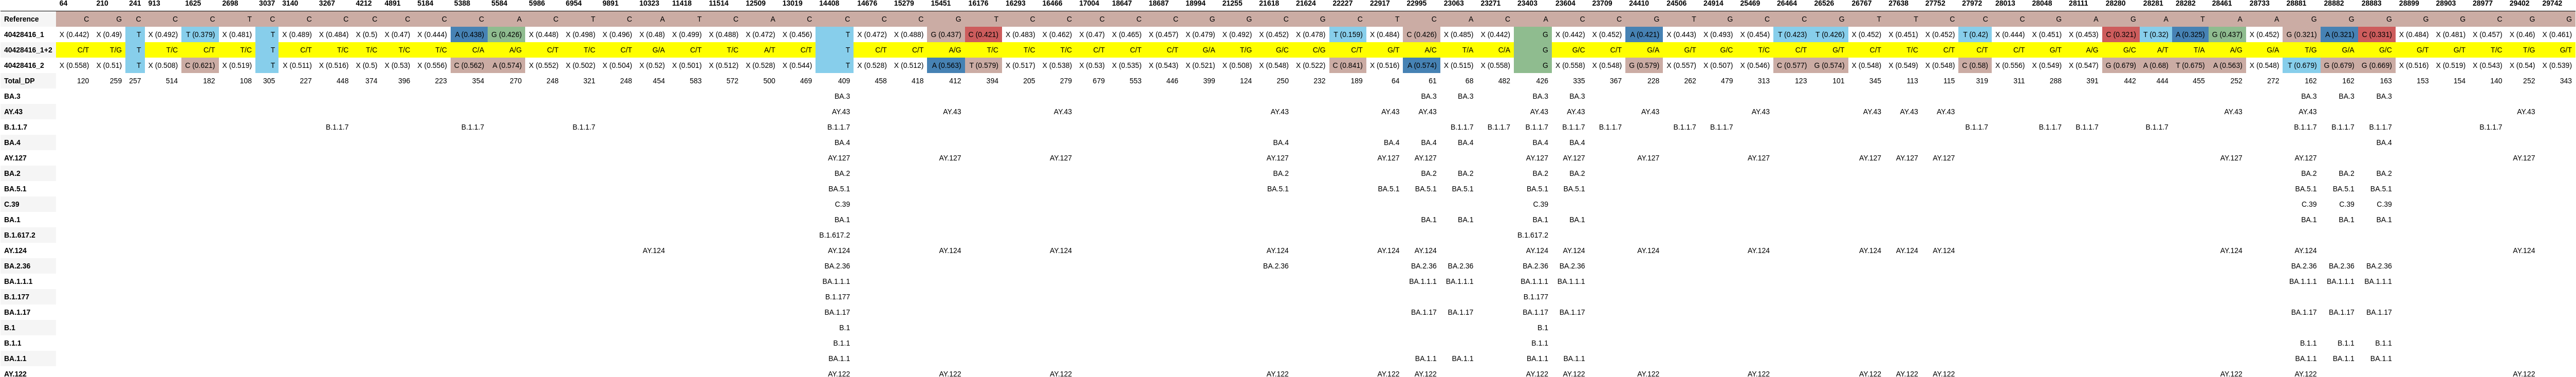 64 210 241 913 1625 2698 3037 3140 3267 4212 4891 5184 5388 5584 5986 6954 9891 10323 11418 11514 12789 13019 14408 14676 15279 15451 16176 16293 16466 17004 18647 18687 18994 21255 21618 21624 22227 22917 22995 23063 23271 23403 23604 23709 24410 24506 24914 25469 26464 26526 26767 27638 27752 27972 28013 28048 28111 28280 28281 28282 28461 28733 28881 28882 28883 28899 28903 28977 29402 29742
Reference C G C C C T C C C C C C C A C T C A T C A C C C C G T C C C C C C G G C G C T C A C A C C G T G C C T T T C C G A G A T A G G G G G G C G G
40428416_1 X (0.442) X (0.49) T X (0.492) T (0.379) X (0.481) T X (0.489) X (0.484) X (0.5) X (0.47) X (0.444) A (0.438) G (0.426) X (0.448) X (0.498) X (0.496) X (0.48) X (0.499) X (0.488) X (0.472) X (0.456) T X (0.472) X (0.488) G (0.437) C (0.421) X (0.483) X (0.462) X (0.47) X (0.465) X (0.457) X (0.479) X (0.492) X (0.452) X (0.478) T (0.159) X (0.484) C (0.426) X (0.485) X (0.442) G X (0.442) X (0.452) A (0.421) X (0.443) X (0.493) X (0.454) T (0.423) T (0.426) X (0.452) X (0.451) X (0.452) T (0.42) X (0.444) X (0.451) X (0.453) C (0.321) T (0.32) A (0.325) G (0.437) X (0.452) G (0.321) A (0.321) C (0.331) X (0.484) X (0.481) X (0.457) X (0.46) X (0.461)
40428416_1+2 C/T T/G T T/C C/T T/C T C/T T/C T/C T/C C/T C/A A/G C/T T/C C/T G/A C/T T/C A/T C/T T C/T C/T A/G T/C T/C C/T T/C C/T C/T C/T G/A T/G G/C C/G C/T G/T A/C T/A C/A G G/C C/T G/A G/T G/C T/C C/T G/T C/T T/C T/C C/T C/T G/T A/G G/C A/T T/A A/G G/A T/G G/A G/C G/T C/T T/C T/G G/T
40428416_2 X (0.558) X (0.51) T X (0.508) C (0.621) X (0.519) T X (0.511) X (0.516) X (0.5) X (0.53) X (0.556) C (0.562) A (0.574) X (0.552) X (0.502) X (0.504) X (0.52) X (0.501) X (0.512) X (0.528) X (0.544) T X (0.528) X (0.512) A (0.563) T (0.579) X (0.517) X (0.538) X (0.53) X (0.535) X (0.543) X (0.521) X (0.508) X (0.548) X (0.522) C (0.841) X (0.516) A (0.574) X (0.515) X (0.558) G X (0.558) X (0.548) G (0.579) X (0.557) X (0.507) X (0.546) C (0.577) G (0.574) X (0.548) X (0.549) X (0.548) C (0.58) X (0.556) X (0.549) X (0.547) G (0.679) A (0.68) T (0.675) A (0.563) X (0.548) T (0.679) G (0.679) G (0.669) X (0.516) X (0.519) X (0.543) X (0.54) X (0.539)
Total_DP 120 259 257 514 182 108 305 227 448 374 396 223 354 270 248 321 248 454 583 572 500 469 409 458 418 412 394 205 279 679 553 446 399 124 250 232 189 64 61 68 482 426 335 367 228 262 479 313 123 101 345 113 115 319 311 288 391 442 444 455 252 272 162 162 163 153 154 140 252 343
BA.3 BA.3 BA.3 BA.3 BA.3 BA.3 BA.3 BA.3 BA.3
AY.43 AY.43 AY.43 AY.43 AY.43 AY.43 AY.43 AY.43 AY.43 AY.43 AY.43 AY.43 AY.43 AY.43 AY.43 AY.43 AY.43
B.1.1.7 B.1.1.7 B.1.1.7 B.1.1.7 B.1.1.7 B.1.1.7 B.1.1.7 B.1.1.7 B.1.1.7 B.1.1.7 B.1.1.7 B.1.1.7 B.1.1.7 B.1.1.7 B.1.1.7 B.1.1.7 B.1.1.7 B.1.1.7 B.1.1.7 B.1.1.7
BA.4 BA.4 BA.4 BA.4 BA.4 BA.4 BA.4 BA.4 BA.4
AY.127 AY.127 AY.127 AY.127 AY.127 AY.127 AY.127 AY.127 AY.127 AY.127 AY.127 AY.127 AY.127 AY.127 AY.127 AY.127 AY.127
BA.2 BA.2 BA.2 BA.2 BA.2 BA.2 BA.2 BA.2 BA.2 BA.2
BA.5.1 BA.5.1 BA.5.1 BA.5.1 BA.5.1 BA.5.1 BA.5.1 BA.5.1 BA.5.1 BA.5.1 BA.5.1
C.39 C.39 C.39 C.39 C.39 C.39
BA.1 BA.1 BA.1 BA.1 BA.1 BA.1 BA.1 BA.1 BA.1
B.1.617.2 B.1.617.2 B.1.617.2
AY.124 AY.124 AY.124 AY.124 AY.124 AY.124 AY.124 AY.124 AY.124 AY.124 AY.124 AY.124 AY.124 AY.124 AY.124 AY.124 AY.124 AY.124
BA.2.36 BA.2.36 BA.2.36 BA.2.36 BA.2.36 BA.2.36 BA.2.36 BA.2.36 BA.2.36 BA.2.36
BA.1.1.1 BA.1.1.1 BA.1.1.1 BA.1.1.1 BA.1.1.1 BA.1.1.1 BA.1.1.1 BA.1.1.1 BA.1.1.1
B.1.177 B.1.177 B.1.177
BA.1.17 BA.1.17 BA.1.17 BA.1.17 BA.1.17 BA.1.17 BA.1.17 BA.1.17 BA.1.17
B.1 B.1 B.1
B.1.1 B.1.1 B.1.1 B.1.1 B.1.1 B.1.1
BA.1.1 BA.1.1 BA.1.1 BA.1.1 BA.1.1 BA.1.1 BA.1.1 BA.1.1 BA.1.1
AY.122 AY.122 AY.122 AY.122 AY.122 AY.122 AY.122 AY.122 AY.122 AY.122 AY.122 AY.122 AY.122 AY.122 AY.122 AY.122 AY.122